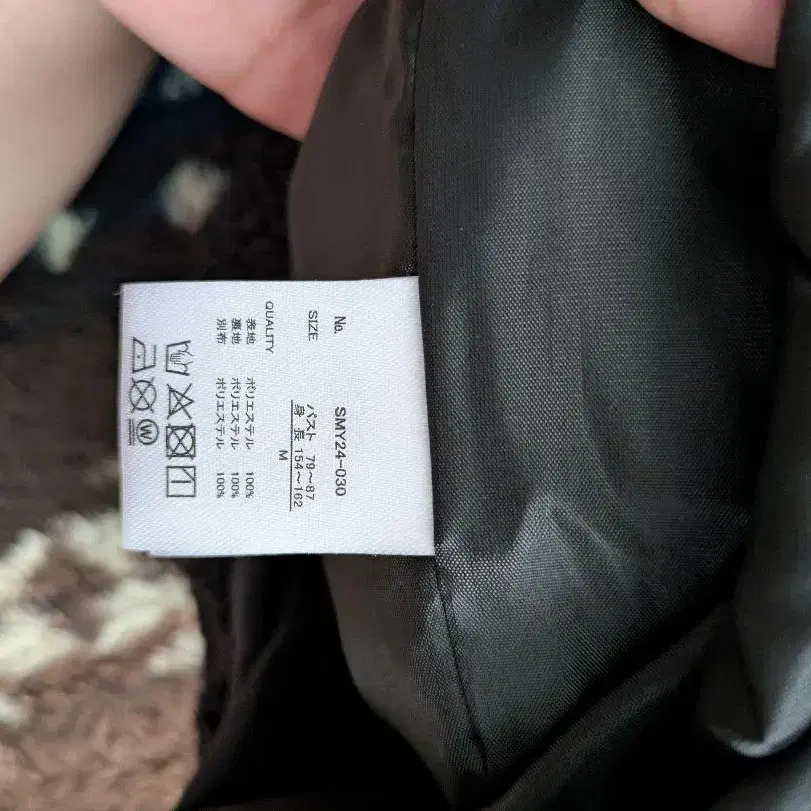 No. SMY24-030
SIZE バスト 79～87
身長 154～162
M
QUALITY
表地 ポリエステル 100%
裏地 ポリエステル 100%
別布 ポリエステル 100%
W